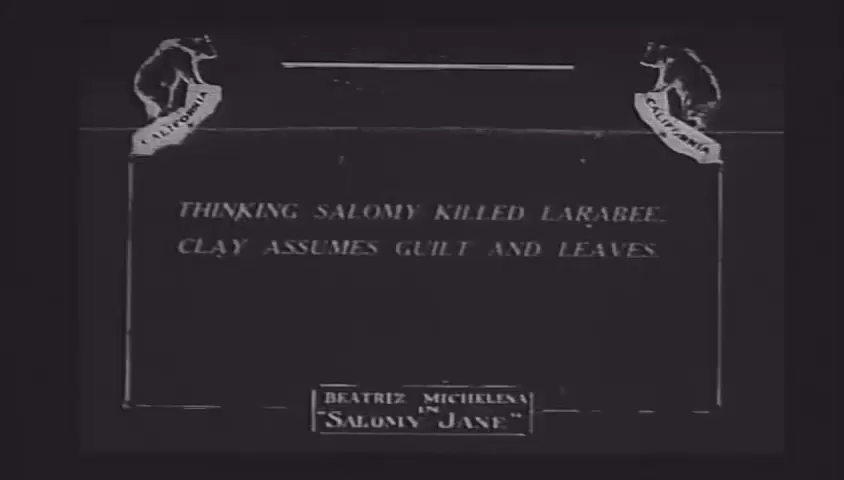 CALIFORNIA
CALIFORNIA
THINKING SALOMY KILLED LARABEE.
CLAY ASSUMES GUILT AND LEAVES.
BEATRIZ MICHELENA
IN
"SALOMY JANE"